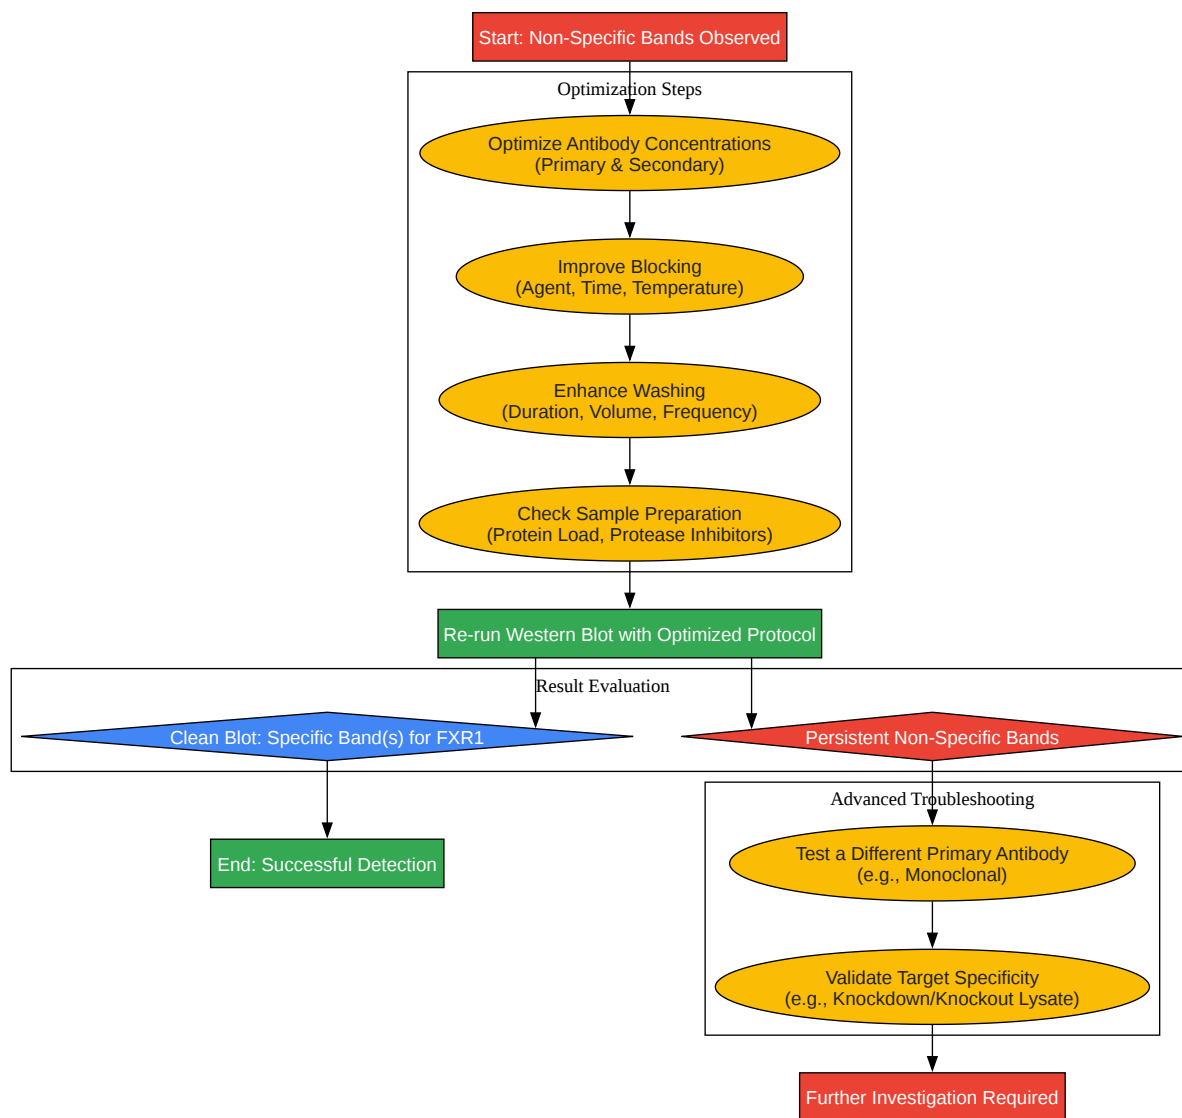 Start: Non-Specific Bands Observed
Optimization Steps
Optimize Antibody Concentrations
(Primary & Secondary)
Improve Blocking
(Agent, Time, Temperature)
Enhance Washing
(Duration, Volume, Frequency)
Check Sample Preparation
(Protein Load, Protease Inhibitors)
Re-run Western Blot with Optimized Protocol
Result Evaluation
Clean Blot: Specific Band(s) for FXR1
Persistent Non-Specific Bands
Advanced Troubleshooting
End: Successful Detection
Test a Different Primary Antibody
(e.g., Monoclonal)
Validate Target Specificity
(e.g., Knockdown/Knockout Lysate)
Further Investigation Required